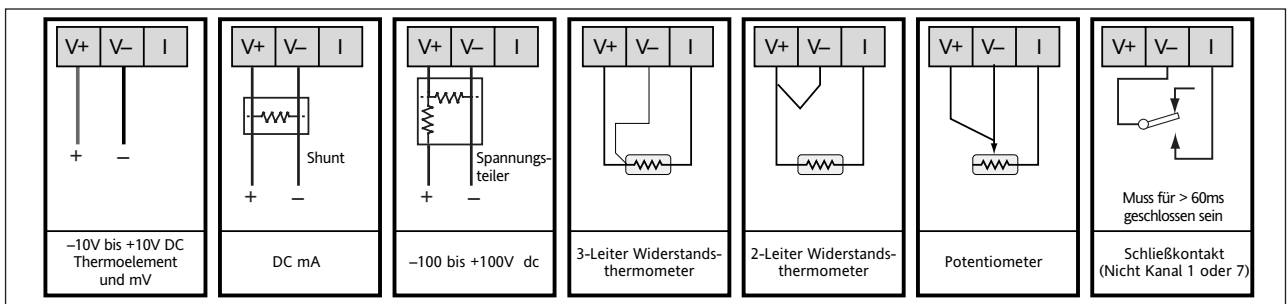 V+ V– I
+ –
–10V bis +10V DC
Thermoelement
und mV
V+ V– I
Shunt
+ –
DC mA
V+ V– I
Spannungs-
teiler
+ –
–100 bis +100V dc
V+ V– I
3-Leiter Widerstands-
thermometer
V+ V– I
2-Leiter Widerstands-
thermometer
V+ V– I
Potentiometer
V+ V– I
Muss für > 60ms
geschlossen sein
Schließkontakt
(Nicht Kanal 1 oder 7)